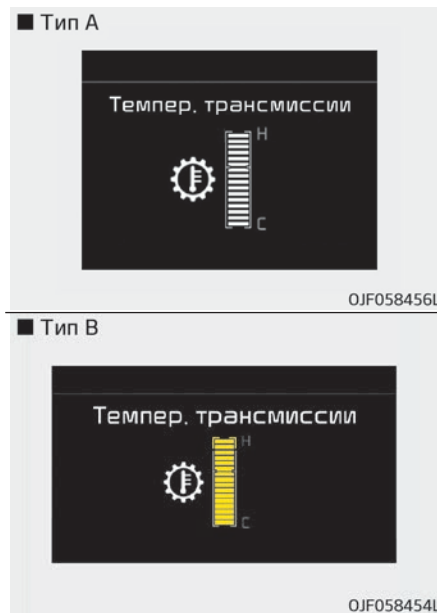 ■ Тип A
Темпер. трансмиссии
H
C
OJF058456L
■ Тип B
Темпер. трансмиссии
H
C
OJF058454L